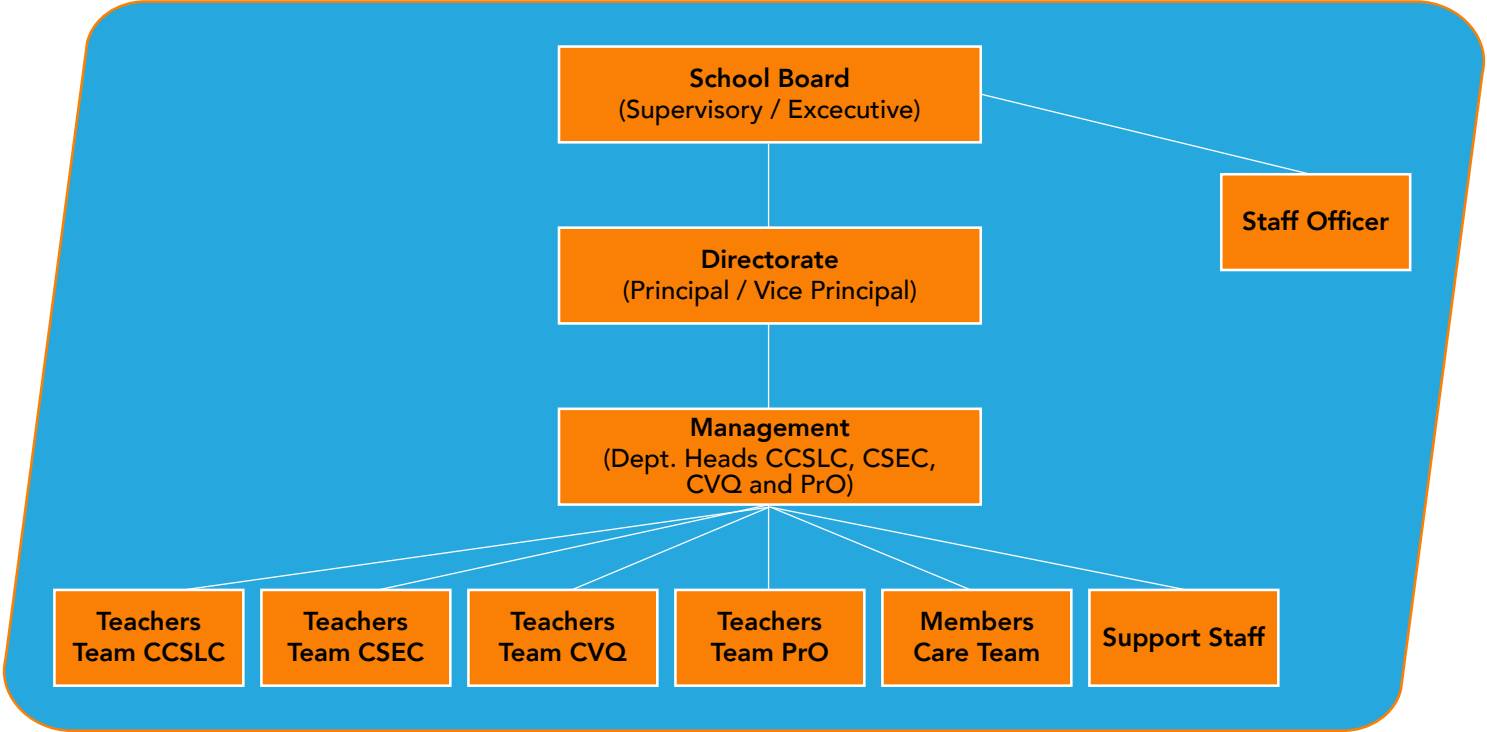 School Board
(Supervisory / Excecutive)
Staff Officer
Directorate
(Principal / Vice Principal)
Management
(Dept. Heads CCSLC, CSEC,
CVQ and PrO)
Teachers
Team CCSLC
Teachers
Team CSEC
Teachers
Team CVQ
Teachers
Team PrO
Members
Care Team
Support Staff